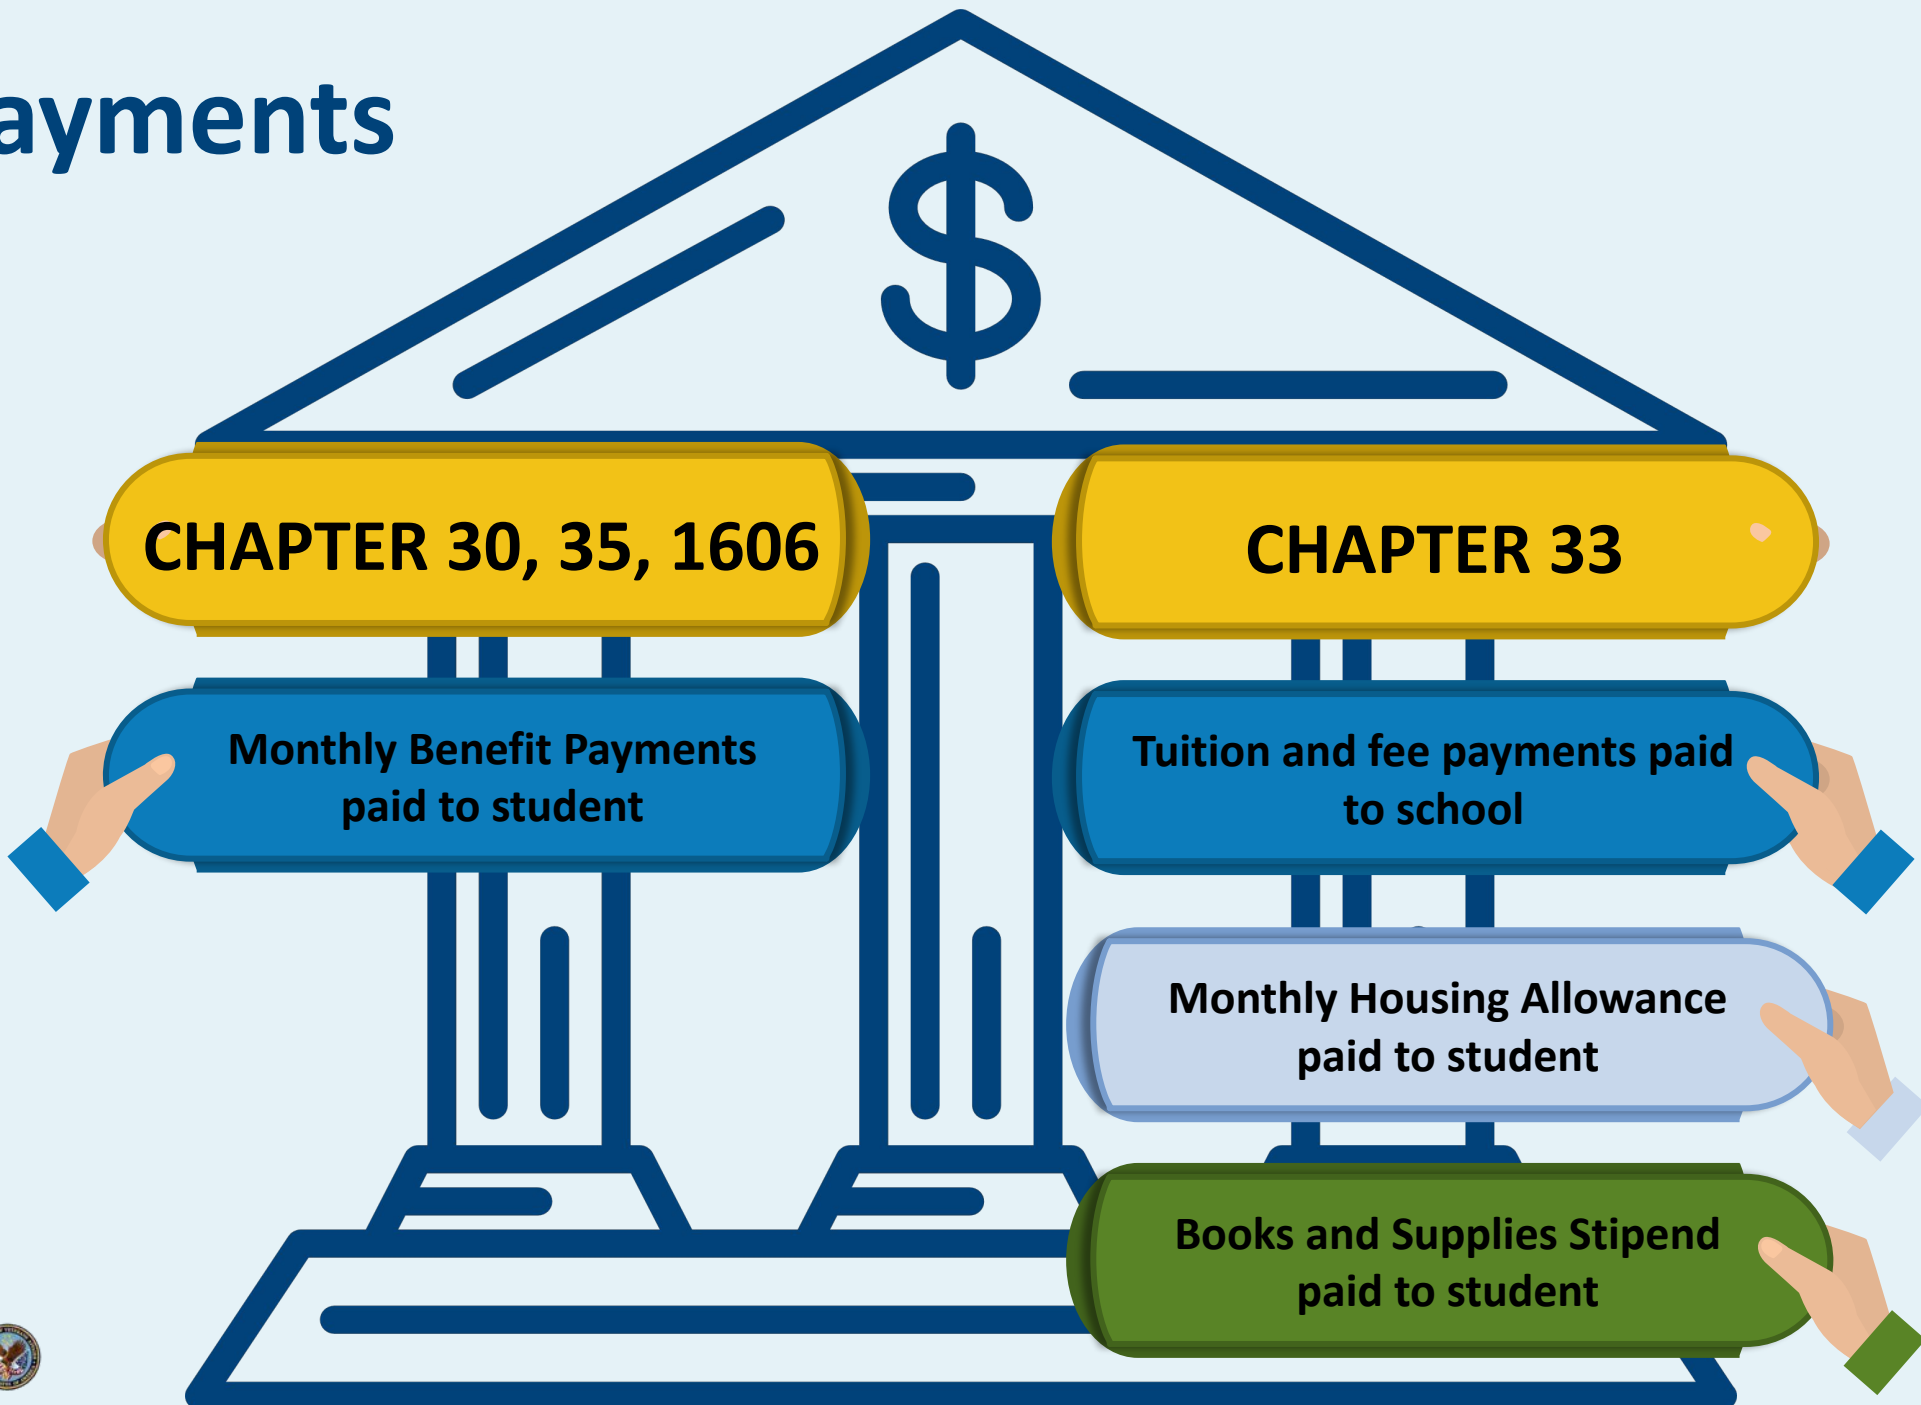 ayments
CHAPTER 30, 35, 1606
Monthly Benefit Payments
paid to student
CHAPTER 33
Tuition and fee payments paid
to school
Monthly Housing Allowance
paid to student
Books and Supplies Stipend
paid to student